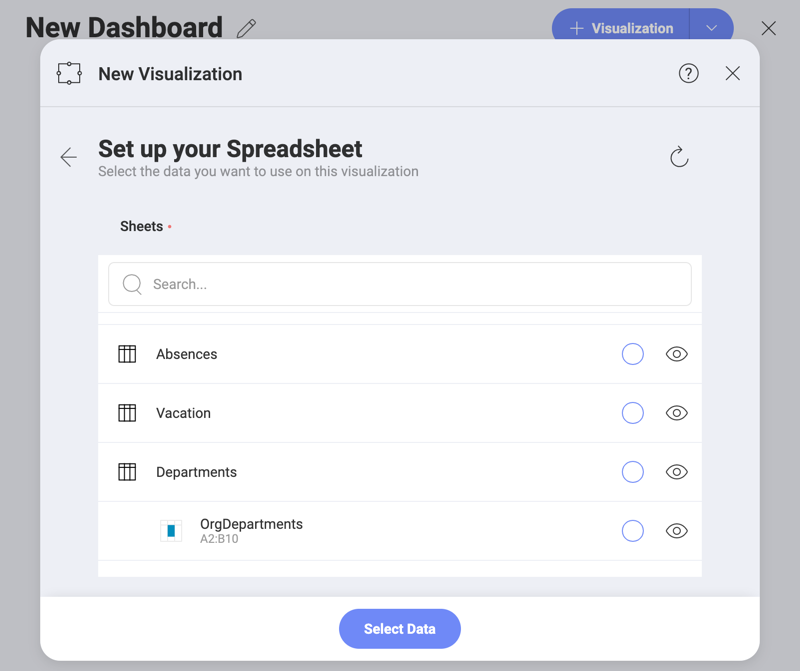 New Dashboard
Visualization
New Visualization
?
Set up your Spreadsheet
Select the data you want to use on this visualization
Sheets •
Search...
Absences
Vacation
Departments
OrgDepartments
A2:B10
Select Data